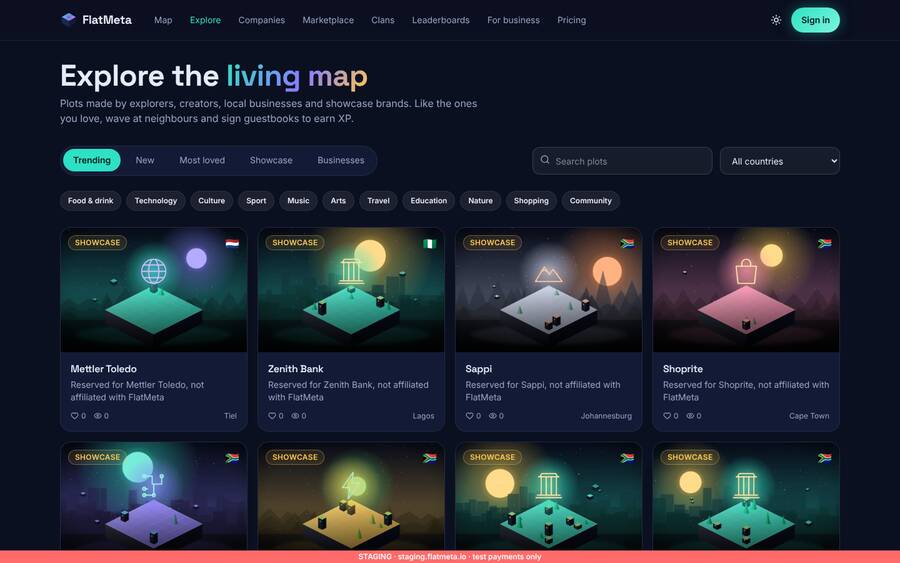 FlatMeta
Map
Explore
Companies
Marketplace
Clans
Leaderboards
For business
Pricing
Sign in
Explore the living map
Plots made by explorers, creators, local businesses and showcase brands. Like the ones
you love, wave at neighbours and sign guestbooks to earn XP.
Trending
New
Most loved
Showcase
Businesses
Search plots
All countries
Food & drink
Technology
Culture
Sport
Music
Arts
Travel
Education
Nature
Shopping
Community
SHOWCASE
SHOWCASE
SHOWCASE
SHOWCASE
Mettler Toledo
Reserved for Mettler Toledo, not
affiliated with FlatMeta
0
0
Tiel
Zenith Bank
Reserved for Zenith Bank, not affiliated
with FlatMeta
0
0
Lagos
Sappi
Reserved for Sappi, not affiliated with
FlatMeta
0
0
Johannesburg
Shoprite
Reserved for Shoprite, not affiliated with
FlatMeta
0
0
Cape Town
SHOWCASE
SHOWCASE
SHOWCASE
SHOWCASE
STAGING · staging.flatmeta.io · test payments only